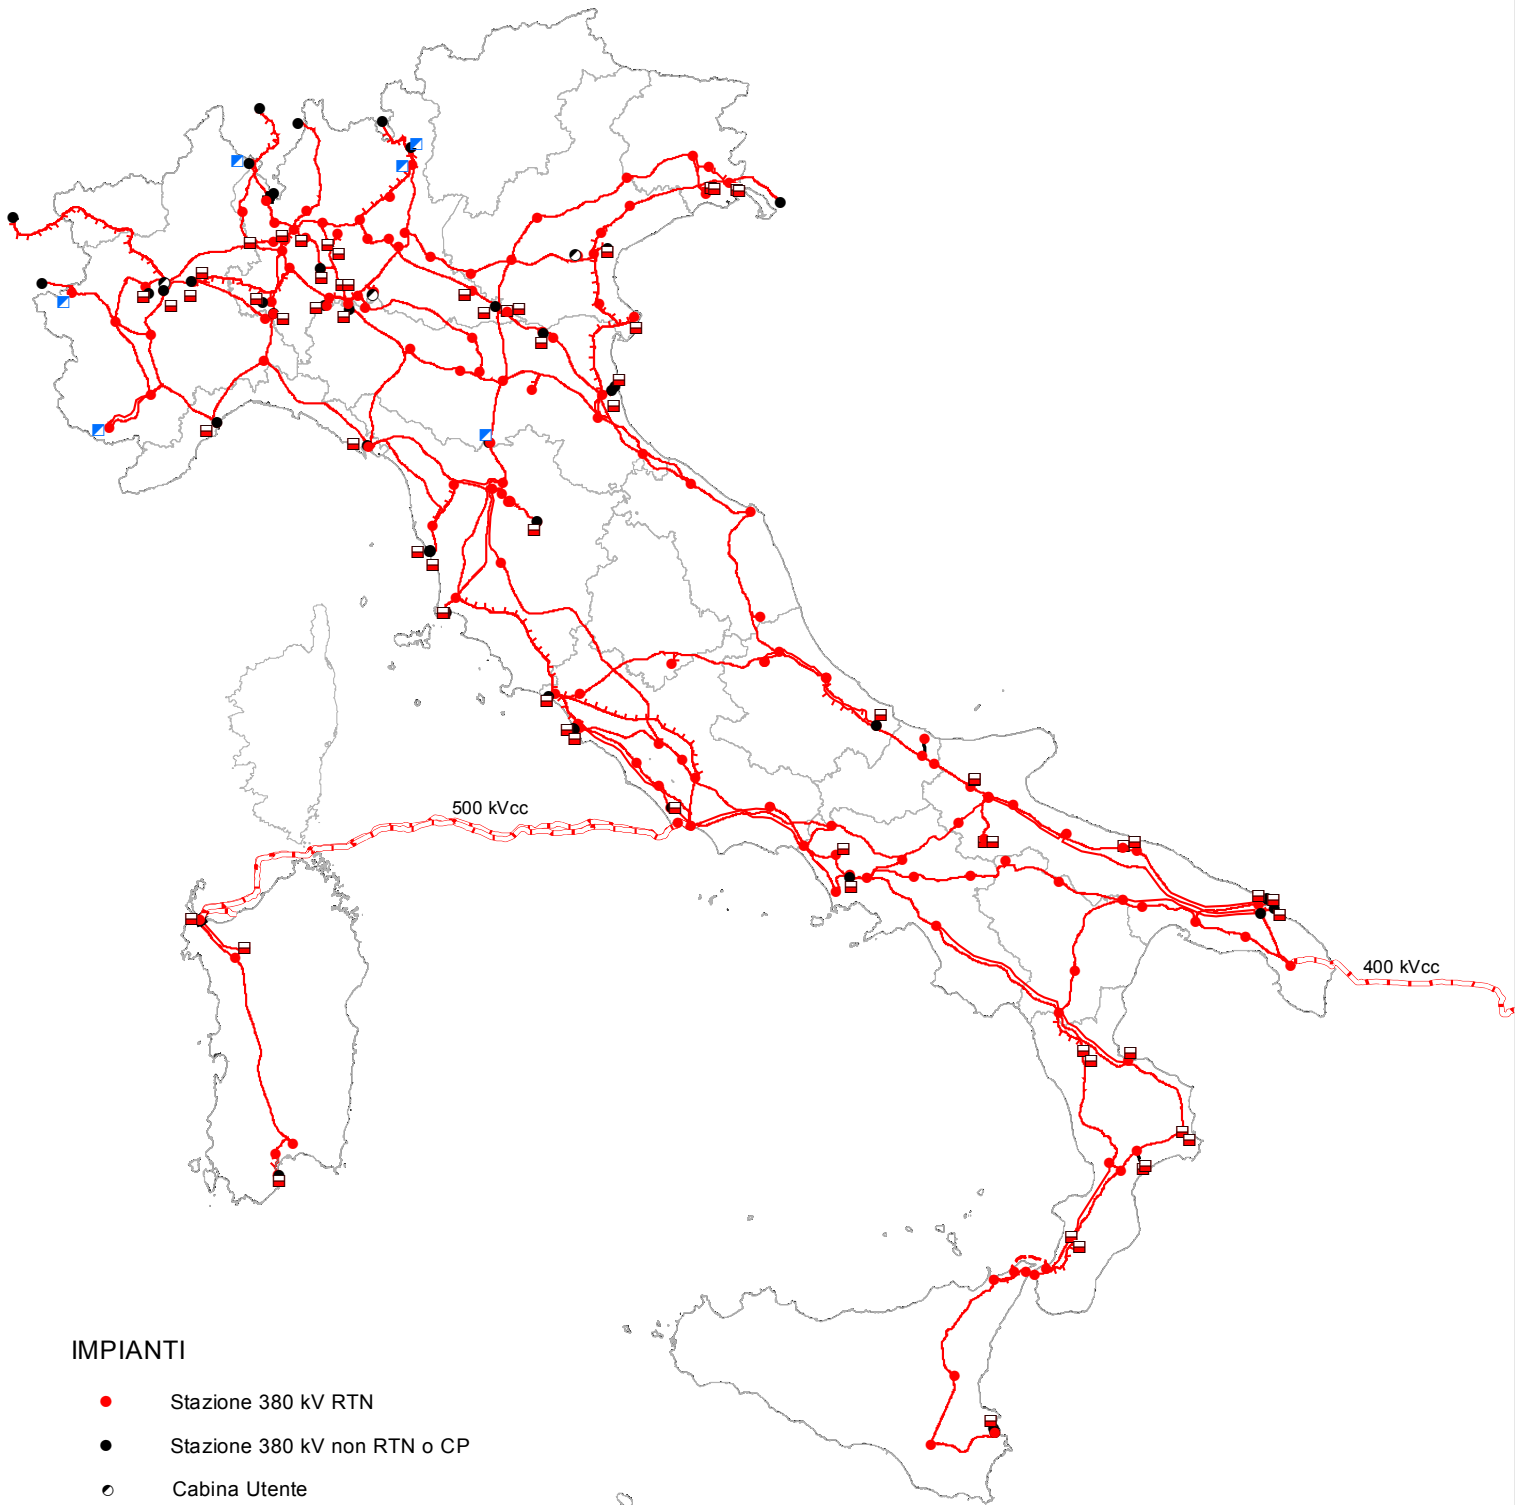 500 kVcc
400 kVcc
IMPIANTI
Stazione 380 kV RTN
Stazione 380 kV non RTN o CP
Cabina Utente